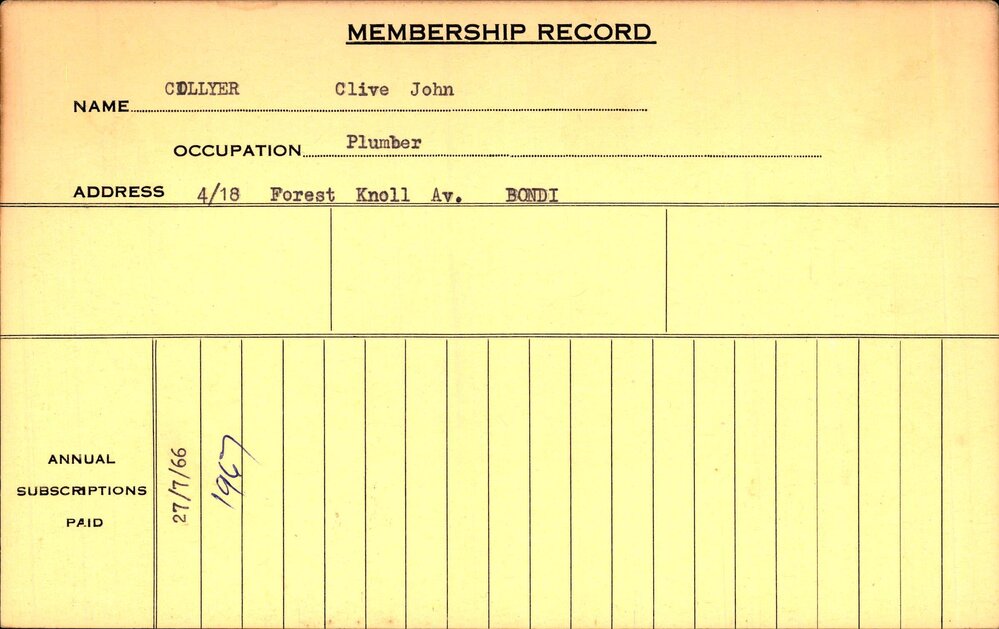 MEMBERSHIP RECORD
NAME COLLYER Clive John
OCCUPATION Plumber
ADDRESS 4/18 Forest Knoll Av. BONDI
ANNUAL
SUBSCRIPTIONS
PAID
27/7/66
1967